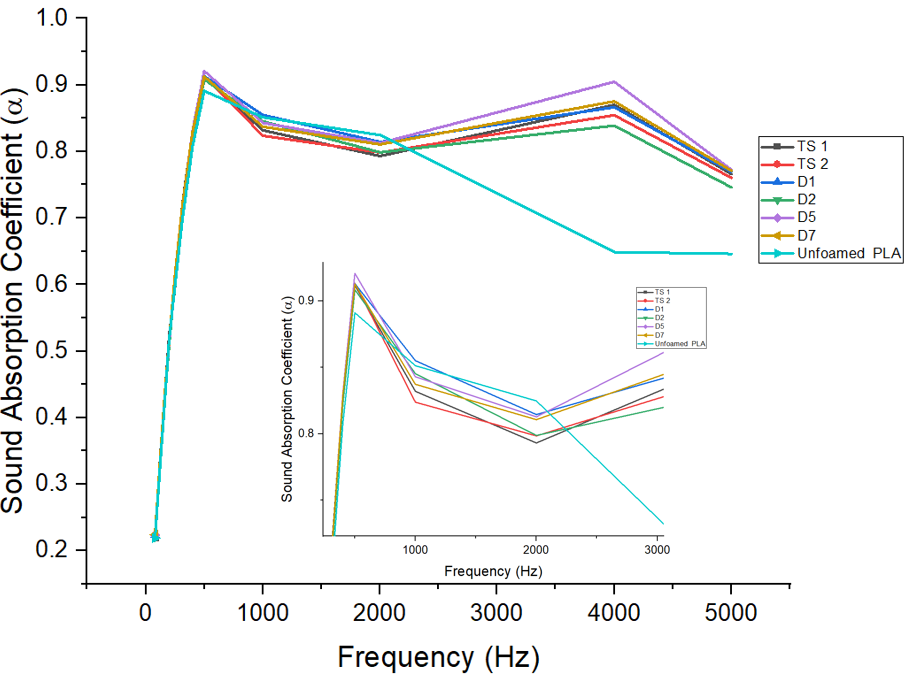 Sound Absorption Coefficient (α)
1.0
0.9
0.8
0.7
0.6
0.5
0.4
0.3
0.2
0 1000 2000 3000 4000 5000
Frequency (Hz)
TS 1
TS 2
D1
D2
D5
D7
Unfoamed PLA
Sound Absorption Coefficient (α)
0.9
0.8
1000 2000 3000
Frequency (Hz)
TS 1
TS 2
D1
D2
D5
D7
Unfoamed PLA